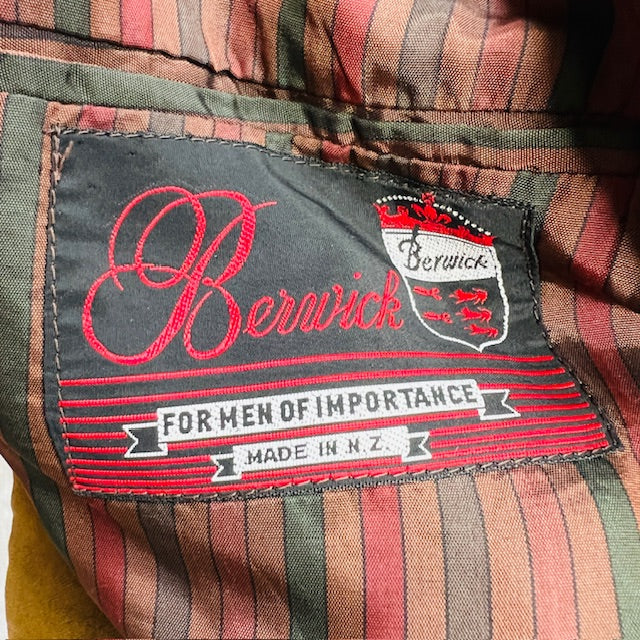 Berwick
Berwick
FOR MEN OF IMPORTANCE
MADE IN N.Z.